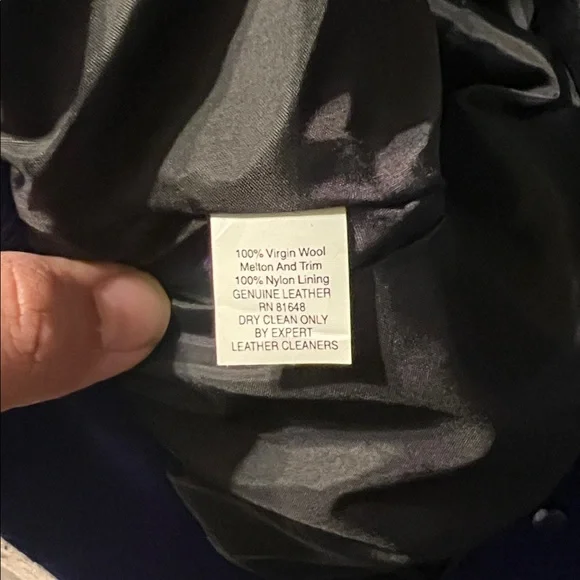 100% Virgin Wool
Melton And Trim
100% Nylon Lining
GENUINE LEATHER
RN 81648
DRY CLEAN ONLY
BY EXPERT
LEATHER CLEANERS